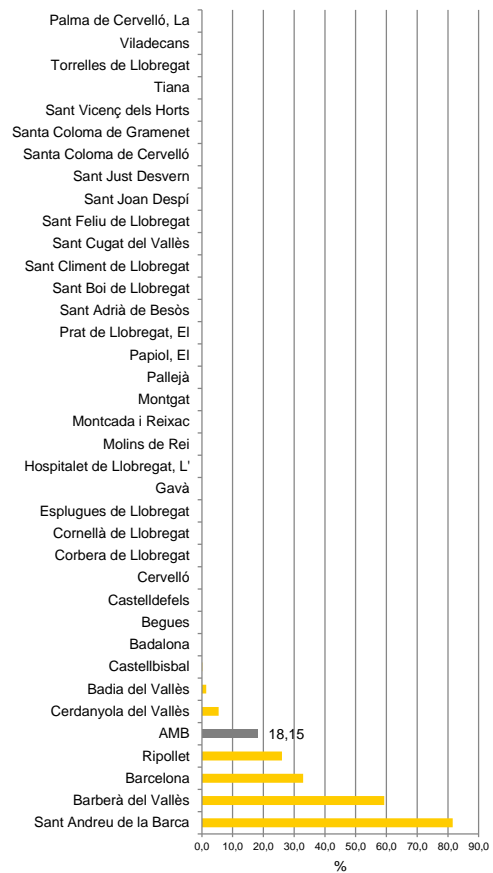 Palma de Cervelló, La
Viladecans
Torrelles de Llobregat
Tiana
Sant Vicenç dels Horts
Santa Coloma de Gramenet
Santa Coloma de Cervelló
Sant Just Desvern
Sant Joan Despí
Sant Feliu de Llobregat
Sant Cugat del Vallès
Sant Climent de Llobregat
Sant Boi de Llobregat
Sant Adrià de Besòs
Prat de Llobregat, El
Papiol, El
Pallejà
Montgat
Montcada i Reixac
Molins de Rei
Hospitalet de Llobregat, L'
Gavà
Esplugues de Llobregat
Cornellà de Llobregat
Corbera de Llobregat
Cervelló
Castelldefels
Begues
Badalona
Castellbisbal
Badia del Vallès
Cerdanyola del Vallès
AMB 18,15
Ripollet
Barcelona
Barberà del Vallès
Sant Andreu de la Barca
0,0 10,0 20,0 30,0 40,0 50,0 60,0 70,0 80,0 90,0
%